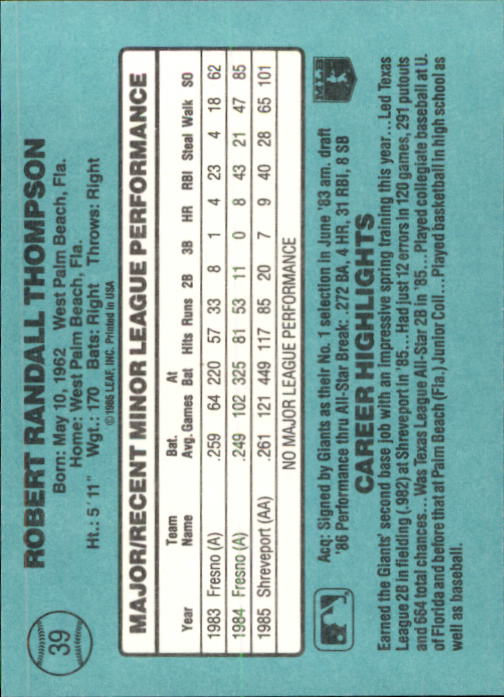 39
ROBERT RANDALL THOMPSON
Born: May 10, 1962 West Palm Beach, Fla.
Home: West Palm Beach, Fla.
Ht.: 5' 11" Wgt.: 170 Bats: Right Throws: Right
© 1986 LEAF, INC. Printed in USA
MAJOR/RECENT MINOR LEAGUE PERFORMANCE
Year Team Name Bat. Avg. Games At Bat Hits Runs 2B 3B HR RBI Steal Walk SO
1983 Fresno (A) .259 64 220 57 33 8 1 4 23 4 18 62
1984 Fresno (A) .249 102 325 81 53 11 0 8 43 21 47 85
1985 Shreveport (AA) .261 121 449 117 85 20 7 9 40 28 65 101
NO MAJOR LEAGUE PERFORMANCE
Acq: Signed by Giants as their No. 1 selection in June '83 am. draft
'86 Performance thru All-Star Break: .272 BA, 4 HR, 31 RBI, 8 SB
MLB
CAREER HIGHLIGHTS
Earned the Giants' second base job with an impressive spring training this year...Led Texas
League 2B in fielding (.982) at Shreveport in '85...Had just 12 errors in 120 games, 291 putouts
and 664 total chances...Was Texas League All-Star 2B in '85...Played collegiate baseball at U.
of Florida and before that at Palm Beach (Fla.) Junior Coll...Played basketball in high school as
well as baseball.